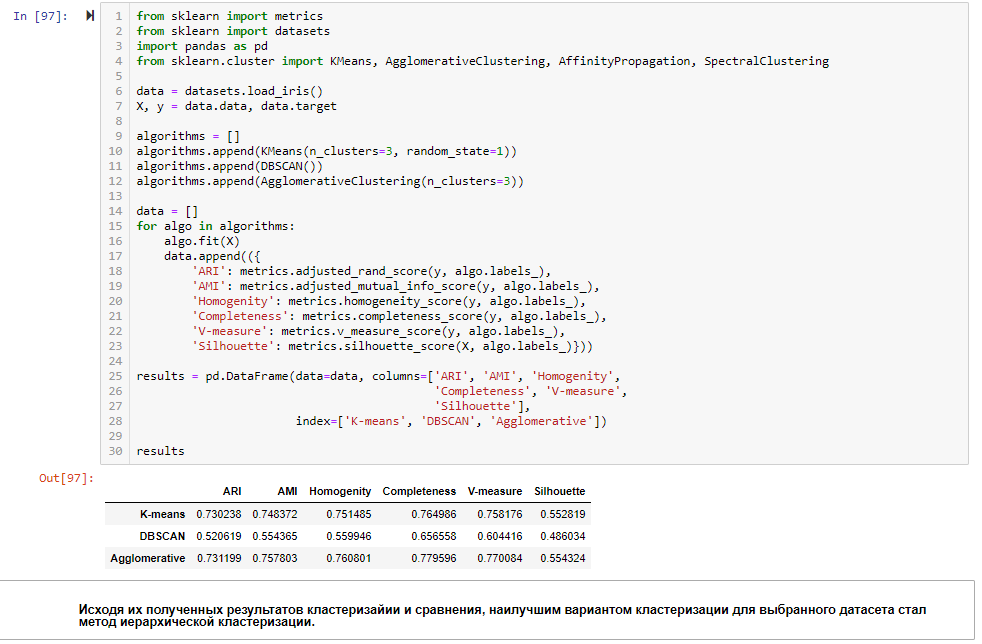 In [97]:
1 from sklearn import metrics
2 from sklearn import datasets
3 import pandas as pd
4 from sklearn.cluster import KMeans, AgglomerativeClustering, AffinityPropagation, SpectralClustering
5
6 data = datasets.load_iris()
7 X, y = data.data, data.target
8
9 algorithms = []
10 algorithms.append(KMeans(n_clusters=3, random_state=1))
11 algorithms.append(DBSCAN())
12 algorithms.append(AgglomerativeClustering(n_clusters=3))
13
14 data = []
15 for algo in algorithms:
16     algo.fit(X)
17     data.append(({
18         'ARI': metrics.adjusted_rand_score(y, algo.labels_),
19         'AMI': metrics.adjusted_mutual_info_score(y, algo.labels_),
20         'Homogenity': metrics.homogeneity_score(y, algo.labels_),
21         'Completeness': metrics.completeness_score(y, algo.labels_),
22         'V-measure': metrics.v_measure_score(y, algo.labels_),
23         'Silhouette': metrics.silhouette_score(X, algo.labels_)}))
24
25 results = pd.DataFrame(data=data, columns=['ARI', 'AMI', 'Homogenity',
26                                            'Completeness', 'V-measure',
27                                            'Silhouette'],
28                        index=['K-means', 'DBSCAN', 'Agglomerative'])
29
30 results
Out[97]:
ARI AMI Homogenity Completeness V-measure Silhouette
K-means 0.730238 0.748372 0.751485 0.764986 0.758176 0.552819
DBSCAN 0.520619 0.554365 0.559946 0.656558 0.604416 0.486034
Agglomerative 0.731199 0.757803 0.760801 0.779596 0.770084 0.554324
Исходя их полученных результатов кластеризайии и сравнения, наилучшим вариантом кластеризации для выбранного датасета стал
метод иерархической кластеризации.